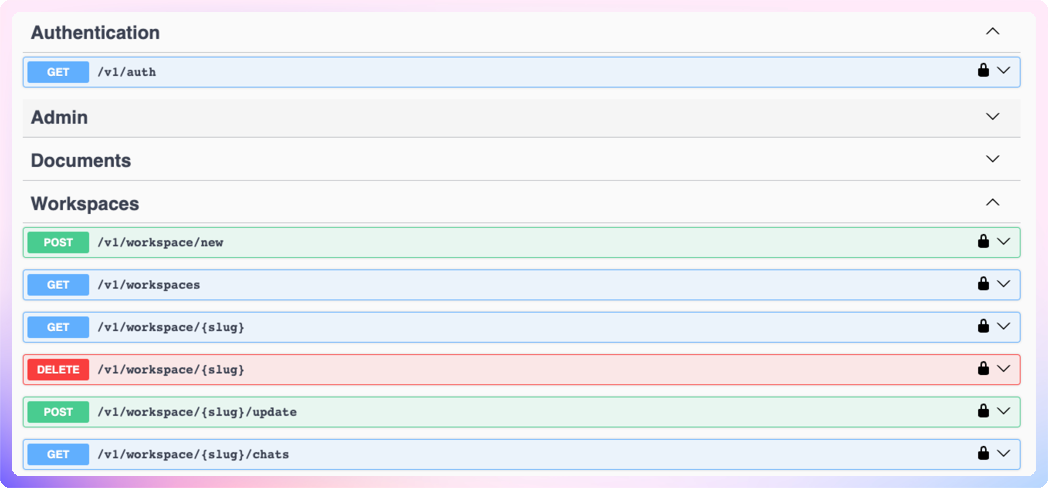 Authentication
GET /v1/auth
Admin
Documents
Workspaces
POST /v1/workspace/new
GET /v1/workspaces
GET /v1/workspace/{slug}
DELETE /v1/workspace/{slug}
POST /v1/workspace/{slug}/update
GET /v1/workspace/{slug}/chats